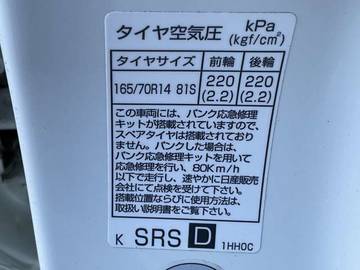 タイヤ空気圧 kPa
(kgf/c㎡)
タイヤサイズ 前輪 後輪
165/70R14 81S 220 220
(2.2) (2.2)
この車両には、パンク応急修理
キットが搭載されていますので、
スペアタイヤは搭載されており
ません。パンクした場合は、
パンク応急修理キットを用いて
応急修理を行い、80Km/h
以下で走行し、速やかに日産販売
会社にて点検を受けて下さい。
搭載位置ならびに使用方法は、
取扱い説明書をご覧下さい。
K SRS D 1HH0C